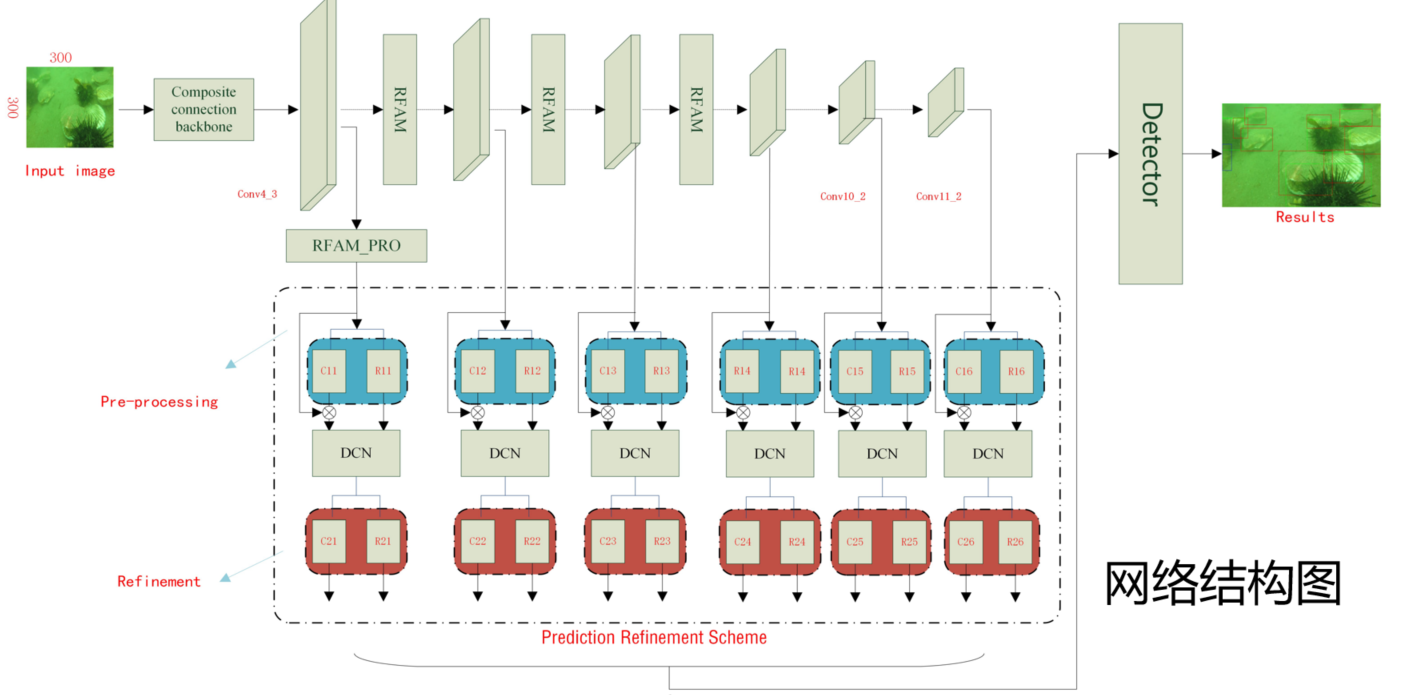 300
300
Input image
Composite
connection
backbone
Conv4_3
RFAM
RFAM
RFAM
Conv10_2
Conv11_2
Detector
Results
RFAM_PRO
Pre-processing
C11
R11
C12
R12
C13
R13
R14
R14
C15
R15
C16
R16
DCN
DCN
DCN
DCN
DCN
DCN
Refinement
C21
R21
C22
R22
C23
R23
C24
R24
C25
R25
C26
R26
Prediction Refinement Scheme
网络结构图